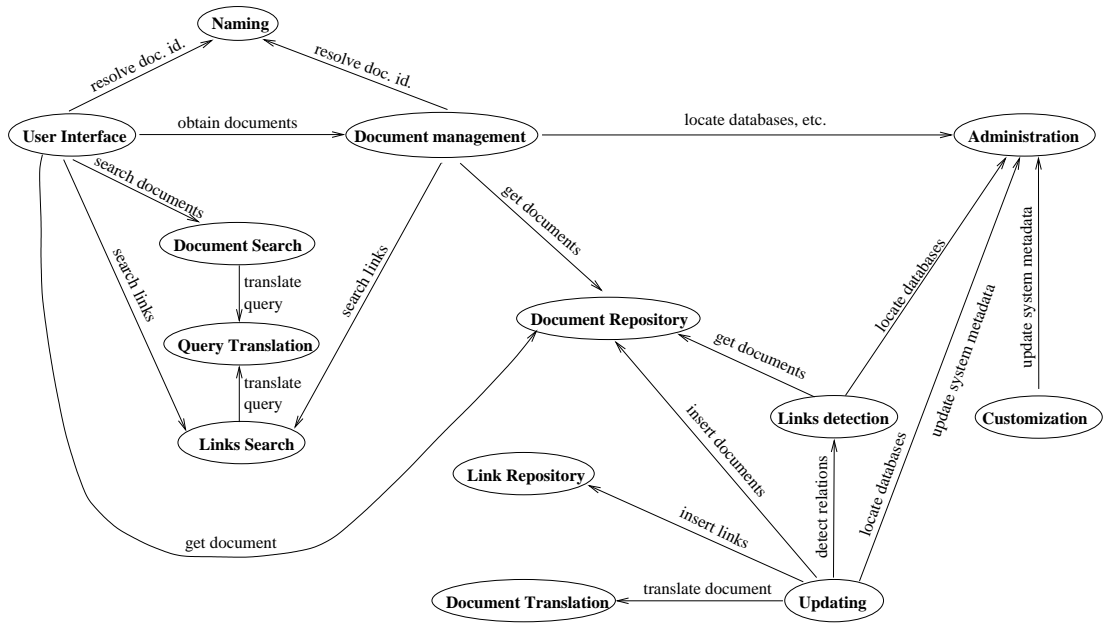 Naming
resolve doc. id.
resolve doc. id.
User Interface
obtain documents
Document management
locate databases, etc.
Administration
search documents
get documents
Document Search
search links
search links
translate
query
locate databases
update system metadata
update system metadata
Document Repository
Query Translation
get documents
translate
query
Links detection
Customization
Links Search
insert documents
Link Repository
detect relations
locate databases
insert links
get document
translate document
Document Translation
Updating